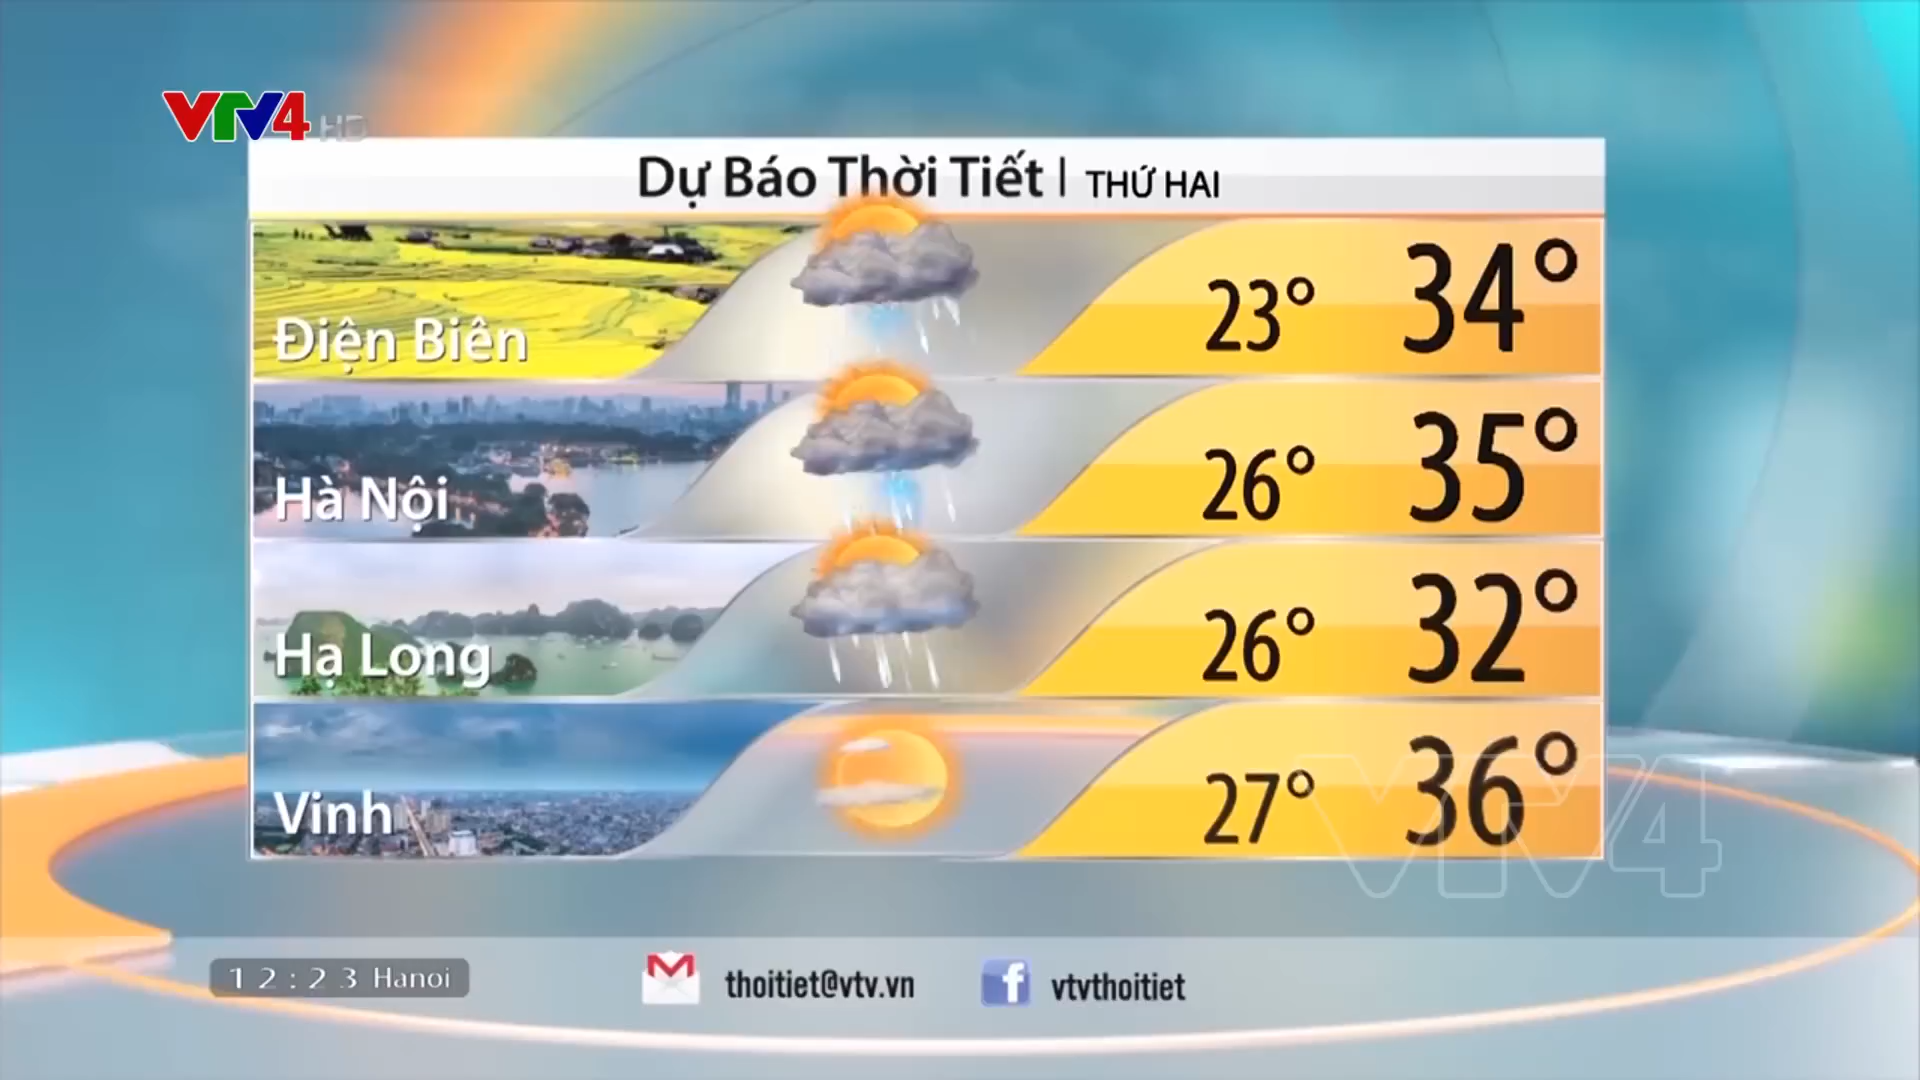 VTV4 HD
Dự Báo Thời Tiết | THỨ HAI
Điện Biên 23° 34°
Hà Nội 26° 35°
Hạ Long 26° 32°
Vinh 27° 36°
VTV4
12:23 Hanoi thoitiet@vtv.vn vtvthoitiet